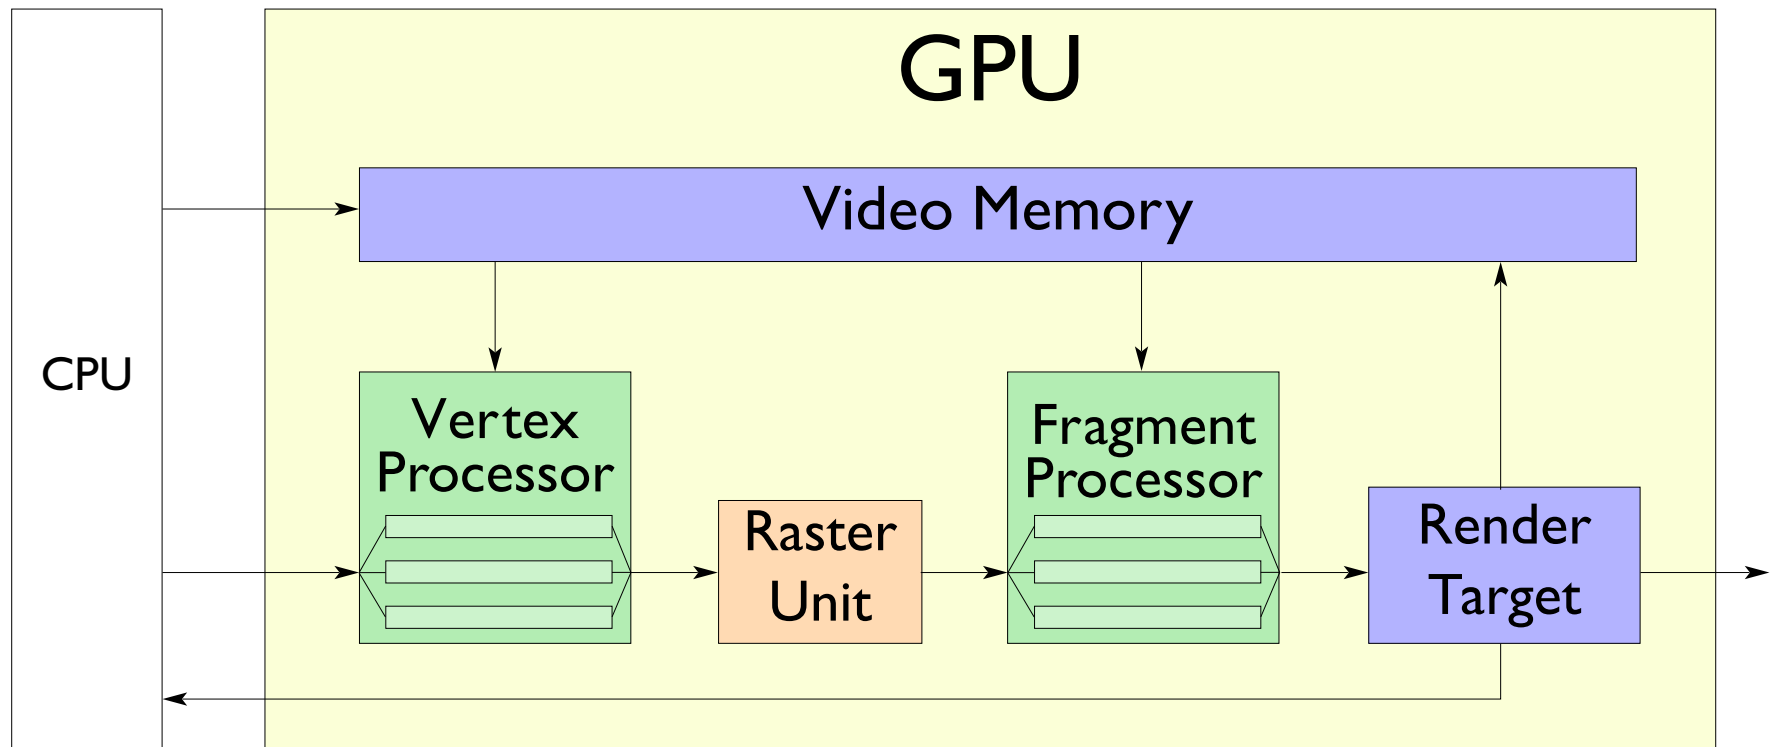 GPU
Video Memory
CPU
Vertex
Processor
Raster
Unit
Fragment
Processor
Render
Target